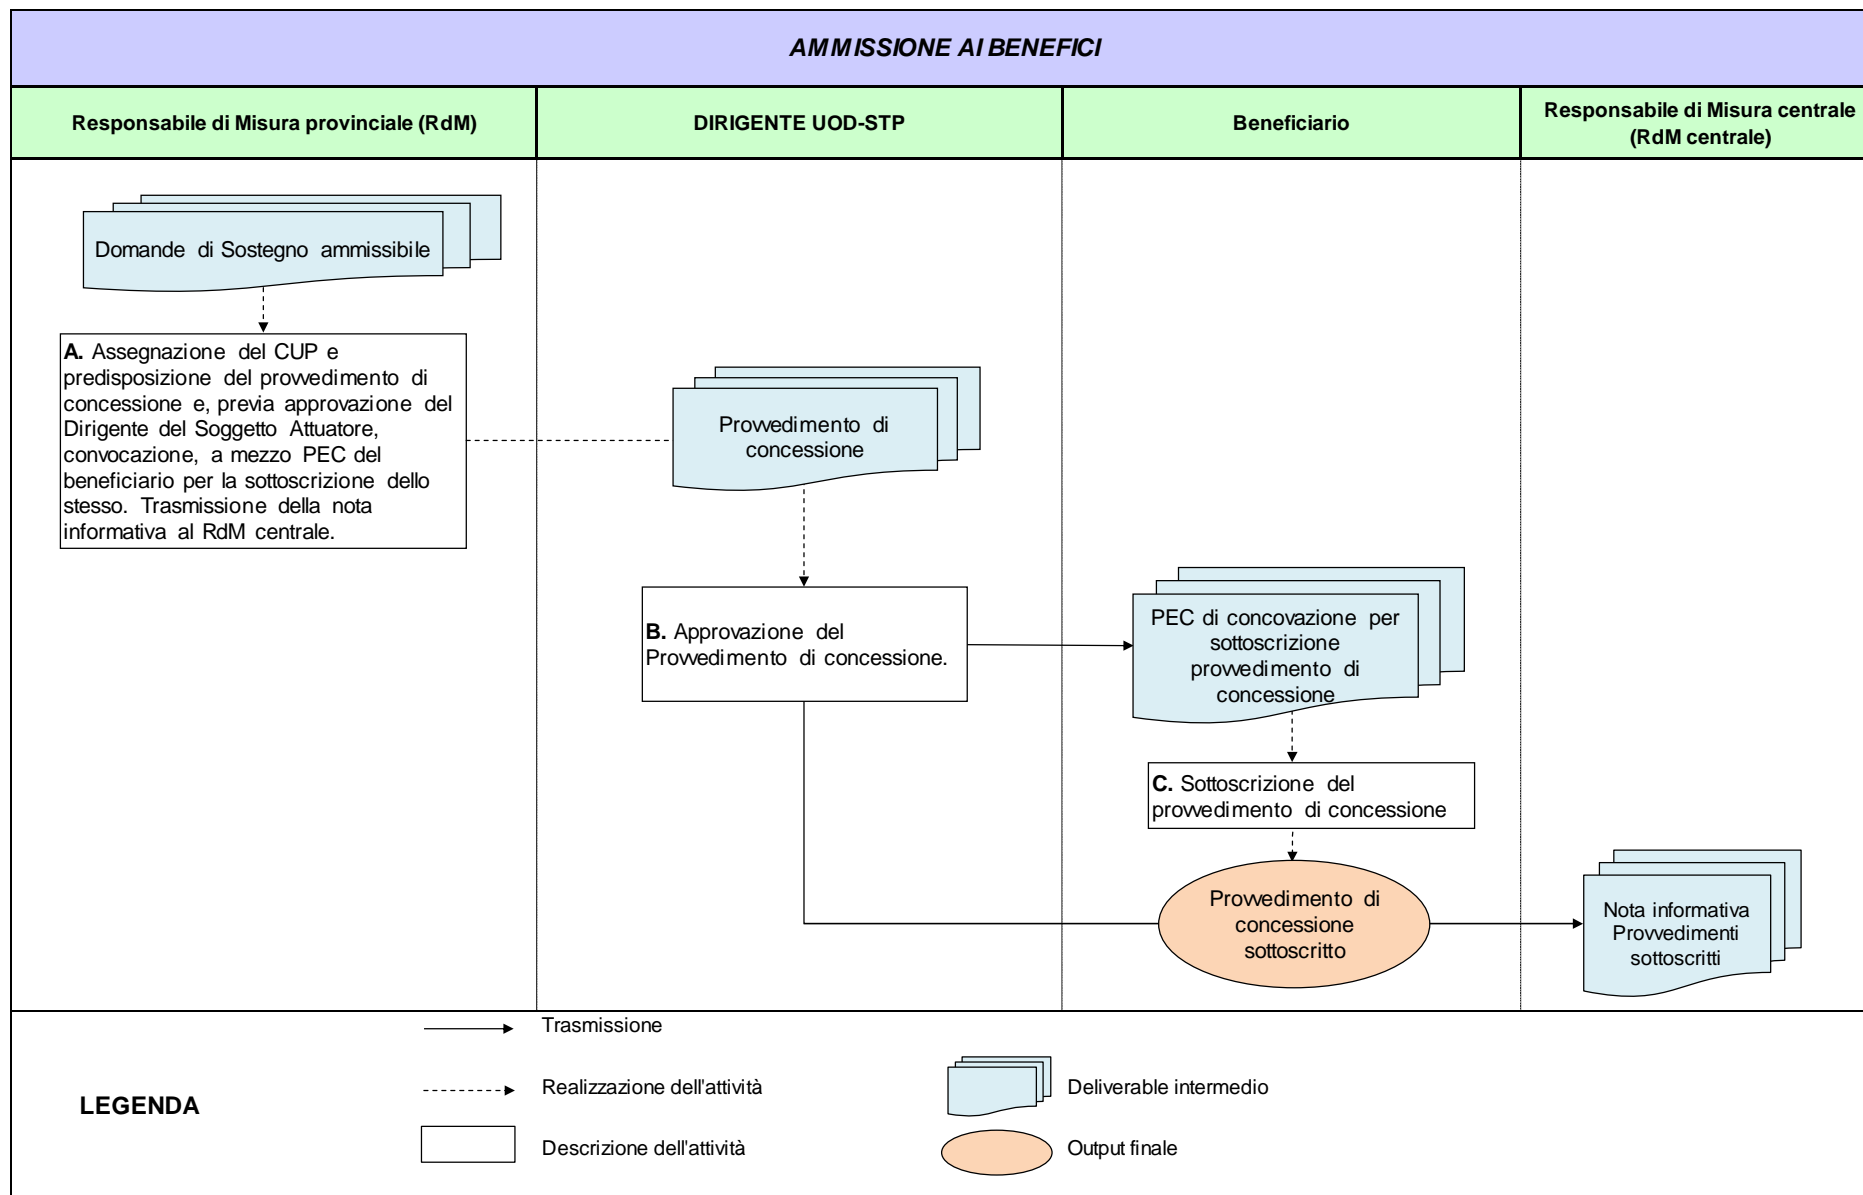 AMMISSIONE AI BENEFICI
Responsabile di Misura provinciale (RdM)
DIRIGENTE UOD-STP
Beneficiario
Responsabile di Misura centrale
(RdM centrale)
Domande di Sostegno ammissibile
A. Assegnazione del CUP e
predisposizione del provvedimento di
concessione e, previa approvazione del
Dirigente del Soggetto Attuatore,
convocazione, a mezzo PEC del
beneficiario per la sottoscrizione dello
stesso. Trasmissione della nota
informativa al RdM centrale.
Provvedimento di
concessione
B. Approvazione del
Provvedimento di concessione.
PEC di concovazione per
sottoscrizione
provvedimento di
concessione
C. Sottoscrizione del
provvedimento di concessione
Provvedimento di
concessione
sottoscritto
Nota informativa
Provvedimenti
sottoscritti
LEGENDA
Trasmissione
Realizzazione dell'attività
Descrizione dell'attività
Deliverable intermedio
Output finale